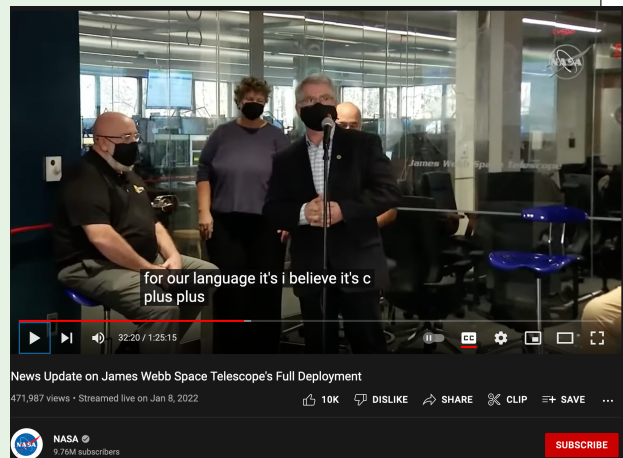 NASA
James Webb Space Telescope
for our language it's i believe it's c
plus plus
32:20 / 1:25:15
CC
News Update on James Webb Space Telescope's Full Deployment
471,987 views • Streamed live on Jan 8, 2022
10K DISLIKE SHARE CLIP SAVE
NASA
NASA
9.76M subscribers
SUBSCRIBE